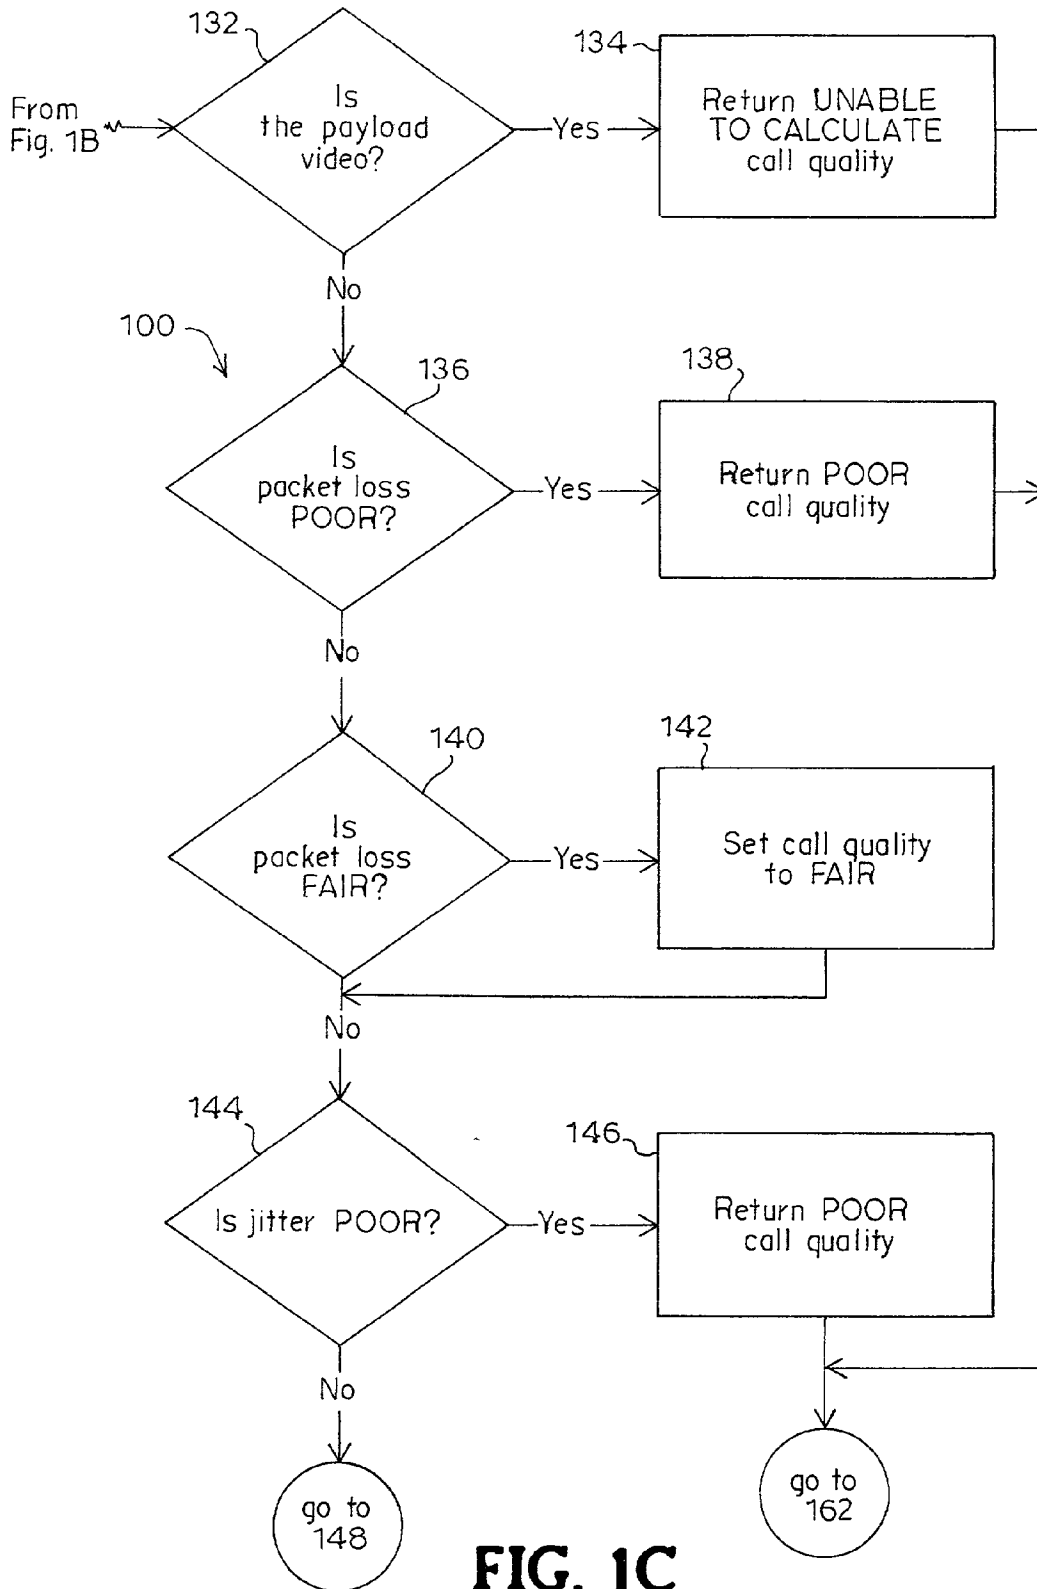 132
134
From
Fig. 1B
Is
the payload
video?
Yes
Return UNABLE
TO CALCULATE
call quality
No
100
136
138
Is
packet loss
POOR?
Yes
Return POOR
call quality
No
140
142
Is
packet loss
FAIR?
Yes
Set call quality
to FAIR
No
144
146
Is jitter POOR?
Yes
Return POOR
call quality
No
go to
148
go to
162
FIG. 1C